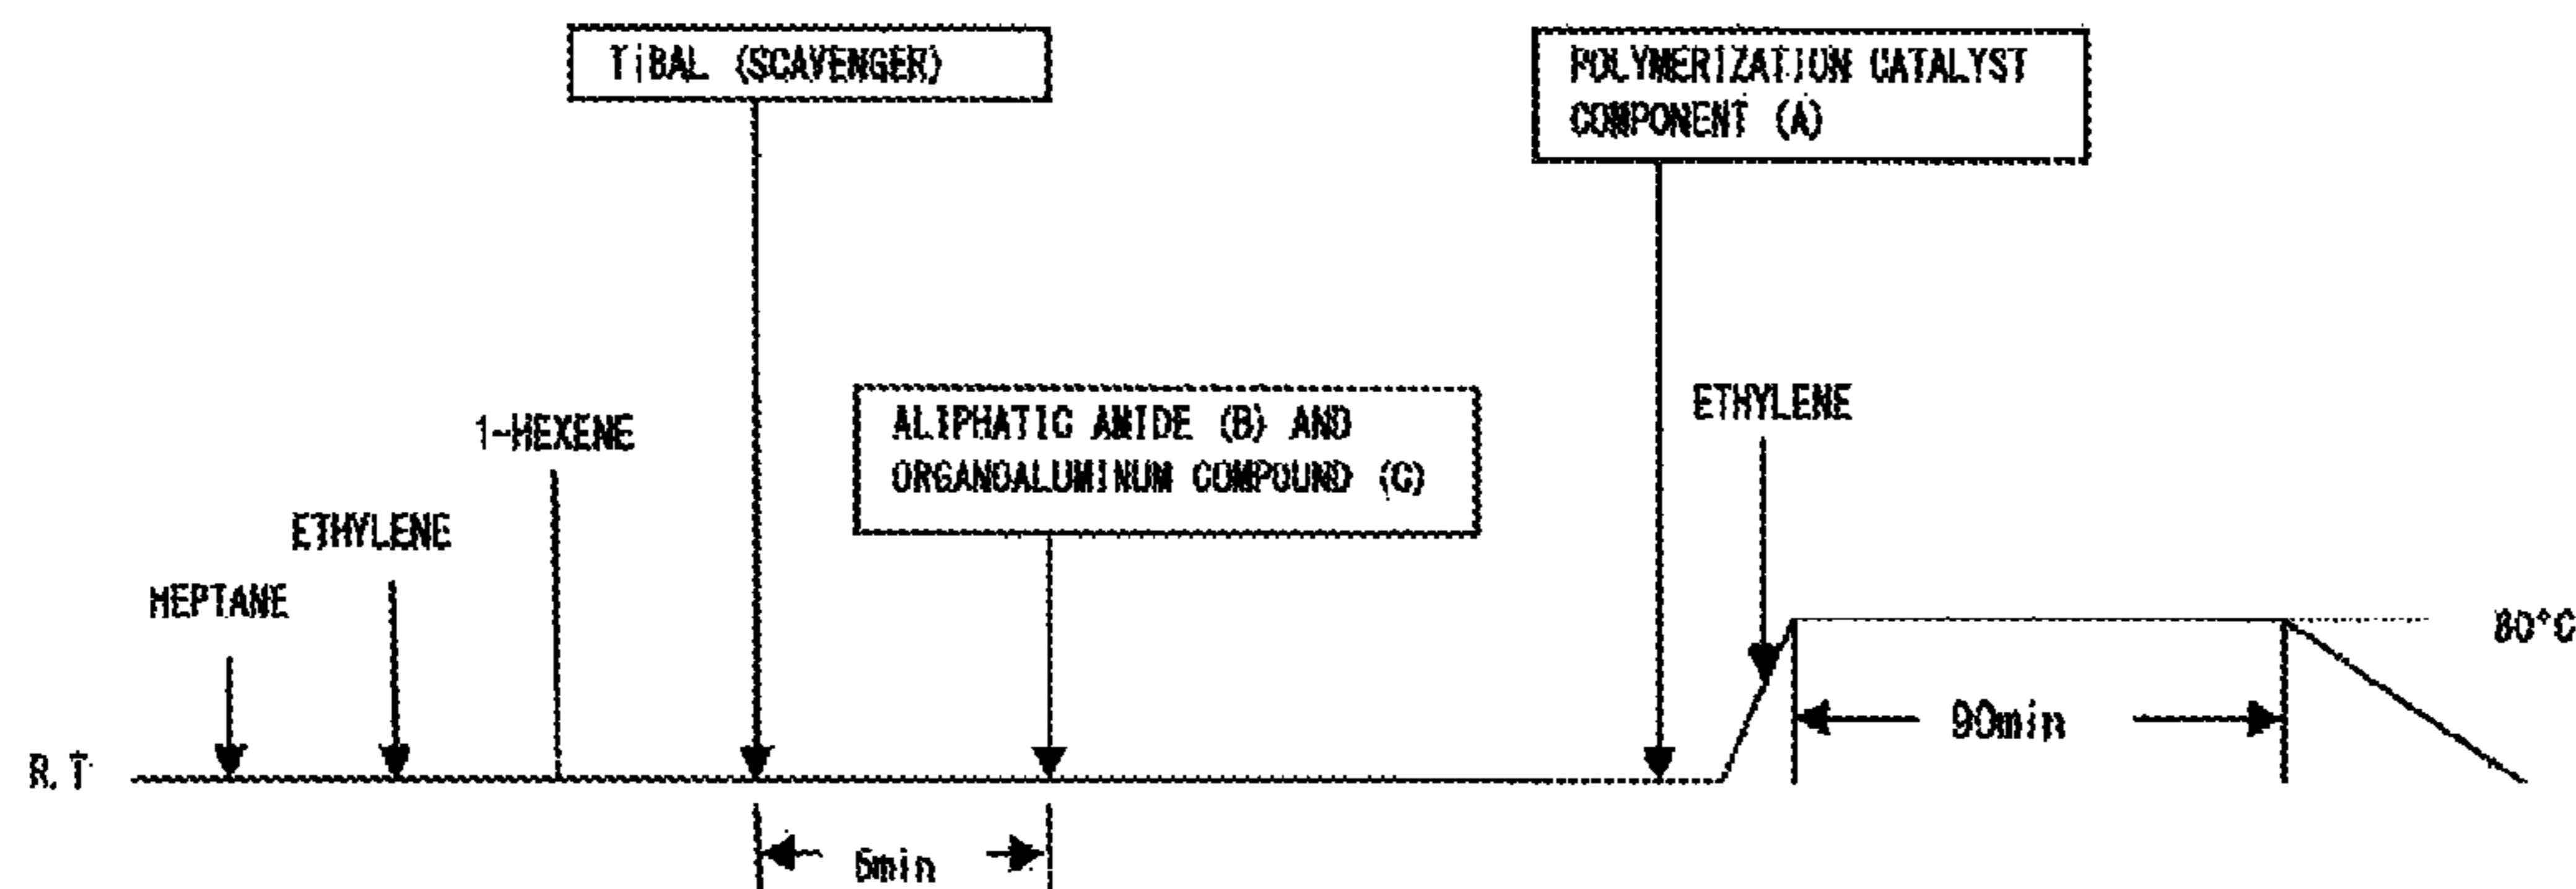 TiBAL (SCAVENGER)
POLYMERIZATION CATALYST
COMPONENT (A)
ALIPHATIC AMIDE (B) AND
ORGANOALUMINUM COMPOUND (C)
ETHYLENE
1-HEXENE
ETHYLENE
HEPTANE
80°C
90min
R.T
5min